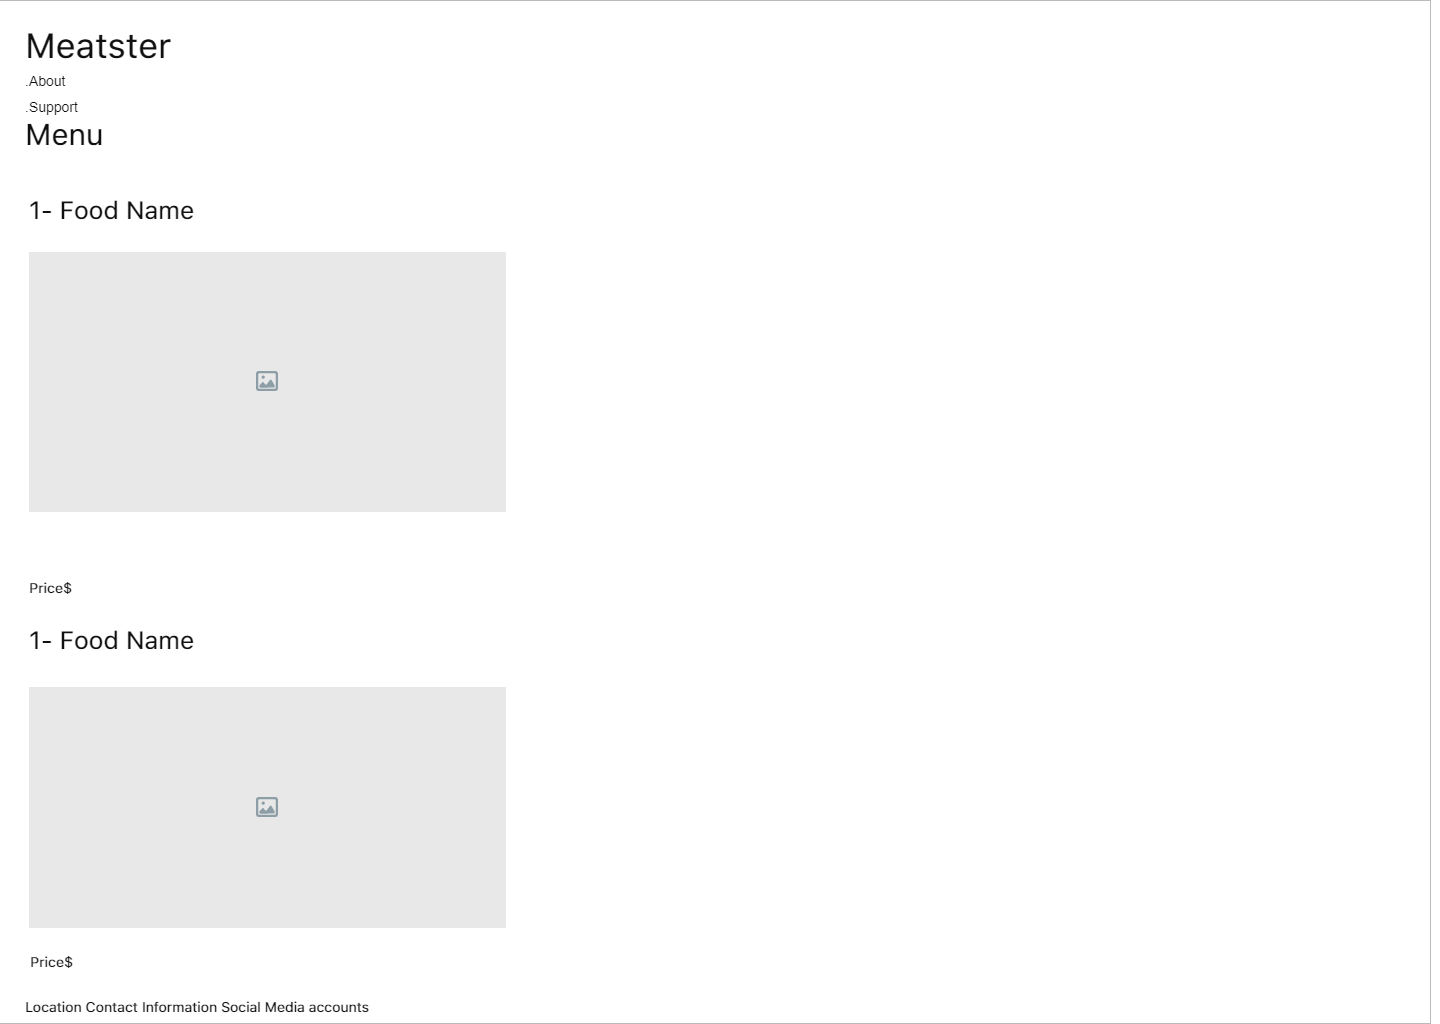 Meatster
.About
.Support
Menu
1- Food Name
Price$
1- Food Name
Price$
Location Contact Information Social Media accounts